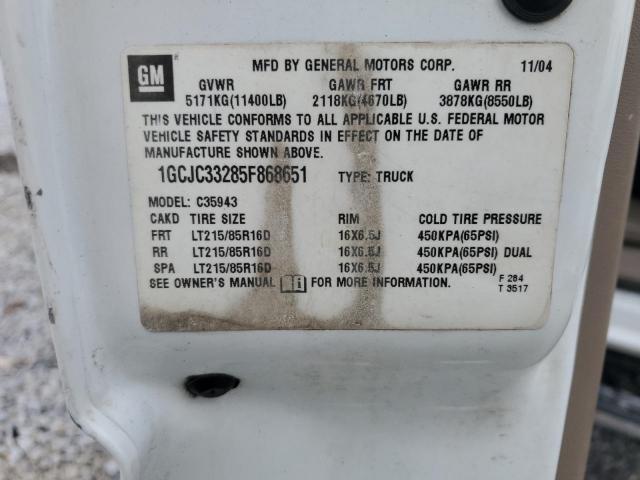 GM
MFD BY GENERAL MOTORS CORP. 11/04
GVWR GAWR FRT GAWR RR
5171KG(11400LB) 2118KG(4670LB) 3878KG(8550LB)
THIS VEHICLE CONFORMS TO ALL APPLICABLE U.S. FEDERAL MOTOR
VEHICLE SAFETY STANDARDS IN EFFECT ON THE DATE OF
MANUFACTURE SHOWN ABOVE.
1GCJC33285F868651 TYPE: TRUCK
MODEL: C35943
CAKD TIRE SIZE RIM COLD TIRE PRESSURE
FRT LT215/85R16D 16X6.5J 450KPA(65PSI)
RR LT215/85R16D 16X6.5J 450KPA(65PSI) DUAL
SPA LT215/85R16D 16X6.5J 450KPA(65PSI)
SEE OWNER'S MANUAL i FOR MORE INFORMATION.
F 284
T 3517